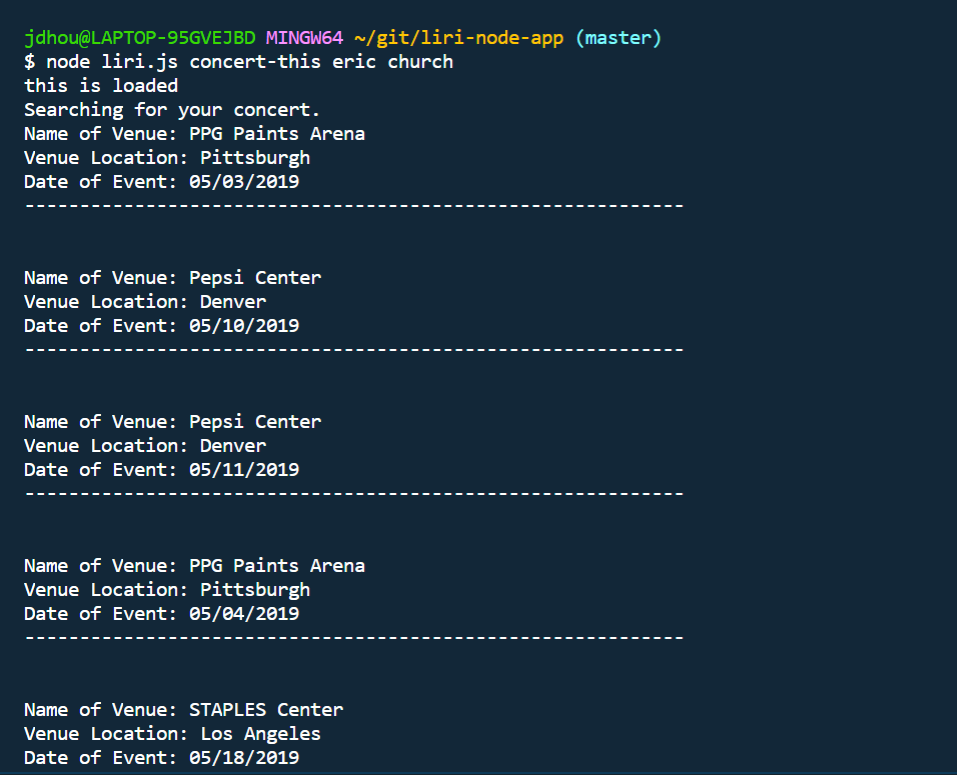 jdhou@LAPTOP-95GVEJBD MINGW64 ~/git/liri-node-app (master)
$ node liri.js concert-this eric church
this is loaded
Searching for your concert.
Name of Venue: PPG Paints Arena
Venue Location: Pittsburgh
Date of Event: 05/03/2019
------------------------------------------------------------
Name of Venue: Pepsi Center
Venue Location: Denver
Date of Event: 05/10/2019
------------------------------------------------------------
Name of Venue: Pepsi Center
Venue Location: Denver
Date of Event: 05/11/2019
------------------------------------------------------------
Name of Venue: PPG Paints Arena
Venue Location: Pittsburgh
Date of Event: 05/04/2019
------------------------------------------------------------
Name of Venue: STAPLES Center
Venue Location: Los Angeles
Date of Event: 05/18/2019